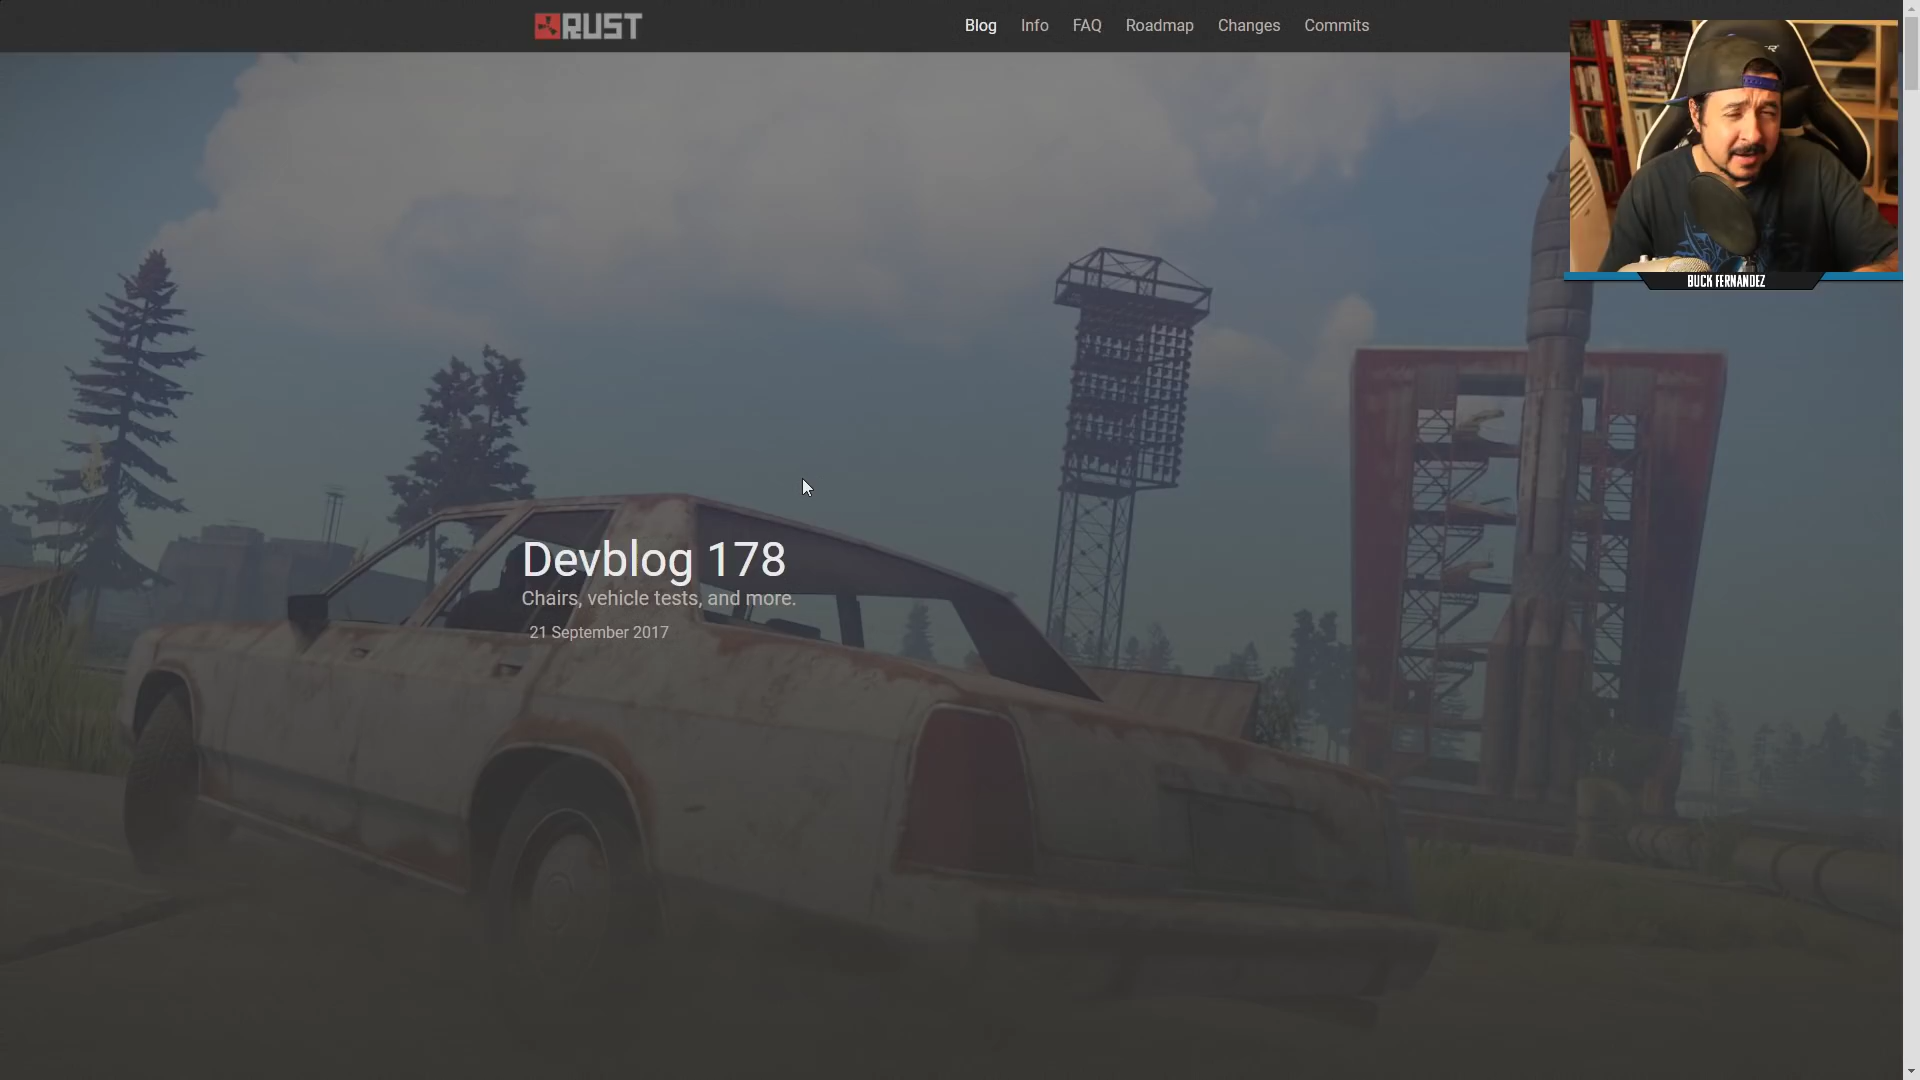 RUST
Blog Info FAQ Roadmap Changes Commits
BUCK FERNANDEZ
Devblog 178
Chairs, vehicle tests, and more.
21 September 2017